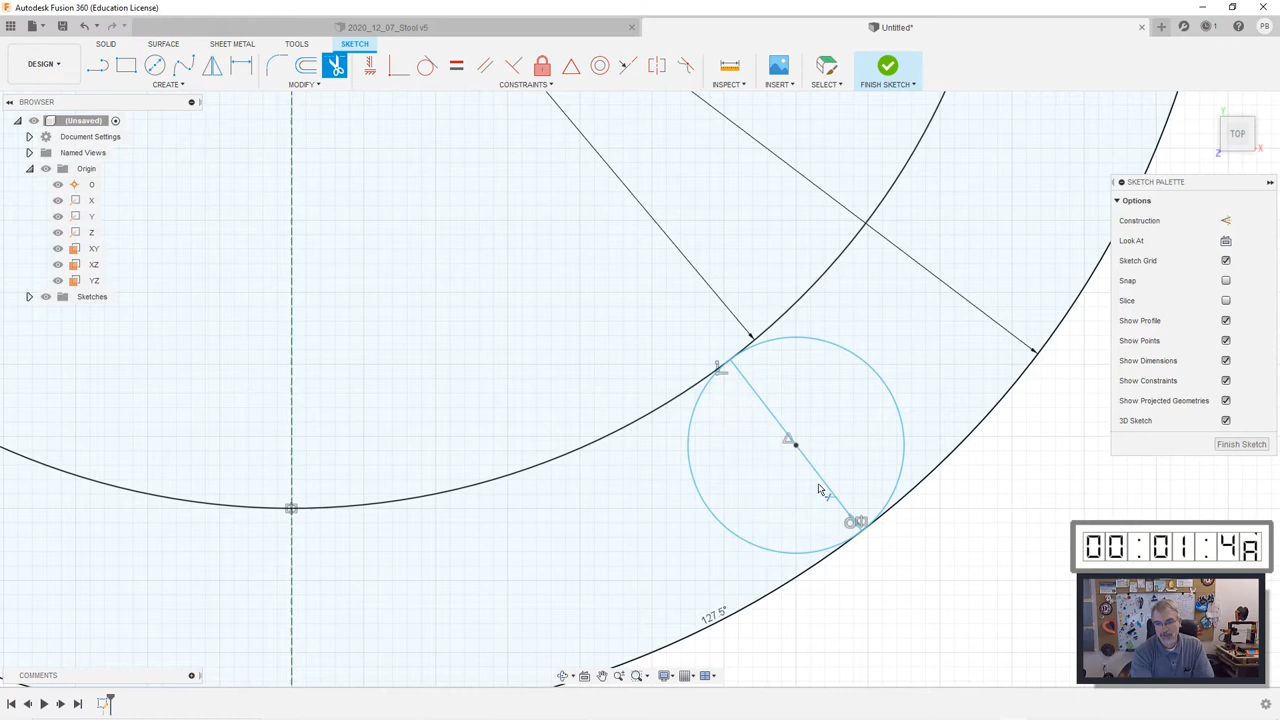 Autodesk Fusion 360 (Education License)
2020_12_07_Stool v5
Untitled*
1
PB
SOLID
SURFACE
SHEET METAL
TOOLS
SKETCH
DESIGN
CREATE
MODIFY
CONSTRAINTS
INSPECT
INSERT
SELECT
FINISH SKETCH
BROWSER
(Unsaved)
Document Settings
Named Views
Origin
O
X
Y
Z
XY
XZ
YZ
Sketches
TOP
Y
X
Z
SKETCH PALETTE
Options
Construction
Look At
Sketch Grid
Snap
Slice
Show Profile
Show Points
Show Dimensions
Show Constraints
Show Projected Geometries
3D Sketch
Finish Sketch
127.5°
COMMENTS